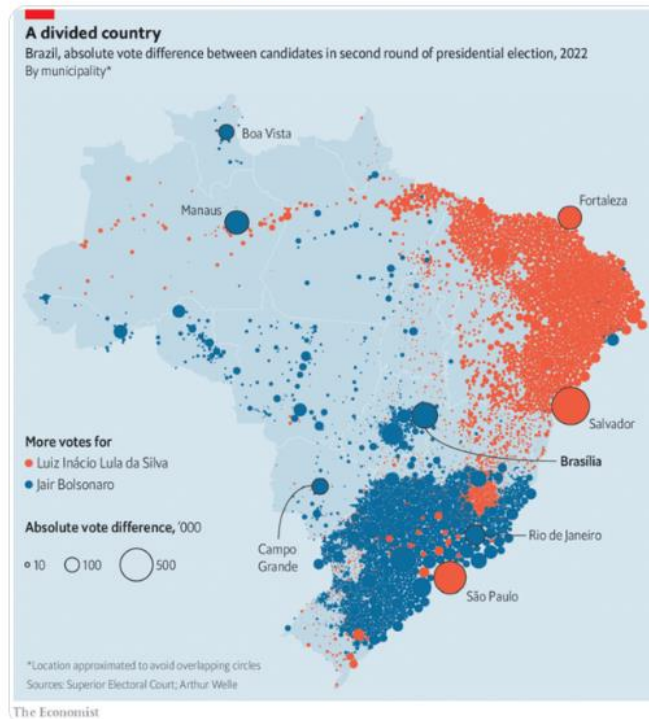 A divided country
Brazil, absolute vote difference between candidates in second round of presidential election, 2022
By municipality*
Boa Vista
Manaus
Fortaleza
Salvador
More votes for
Luiz Inácio Lula da Silva
Jair Bolsonaro
Brasília
Absolute vote difference, '000
10 100 500
Campo
Grande
Rio de Janeiro
São Paulo
*Location approximated to avoid overlapping circles
Sources: Superior Electoral Court; Arthur Welle
The Economist